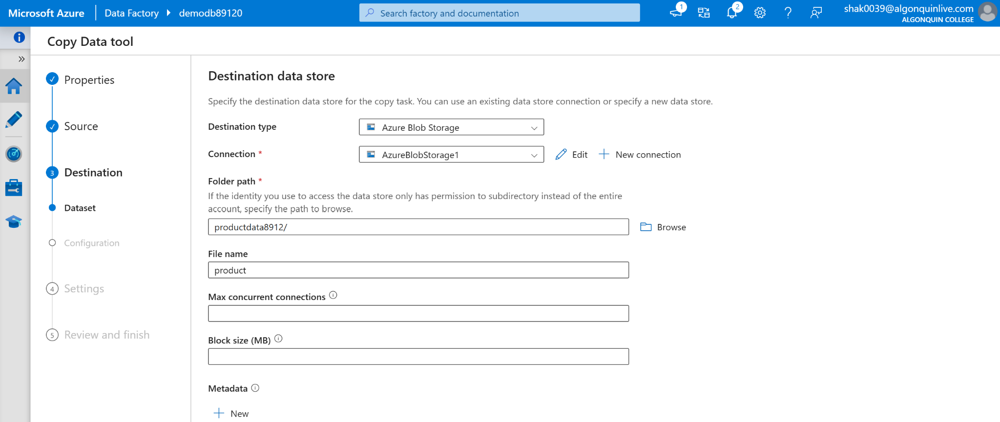 Microsoft Azure
Data Factory
demodb89120
Search factory and documentation
1
2
shak0039@algonquinlive.com
ALGONQUIN COLLEGE
Copy Data tool
Properties
Source
3 Destination
Dataset
Configuration
4 Settings
5 Review and finish
Destination data store
Specify the destination data store for the copy task. You can use an existing data store connection or specify a new data store.
Destination type
Azure Blob Storage
Connection *
AzureBlobStorage1
Edit
New connection
Folder path *
If the identity you use to access the data store only has permission to subdirectory instead of the entire
account, specify the path to browse.
productdata8912/
Browse
File name
product
Max concurrent connections
Block size (MB)
Metadata
New